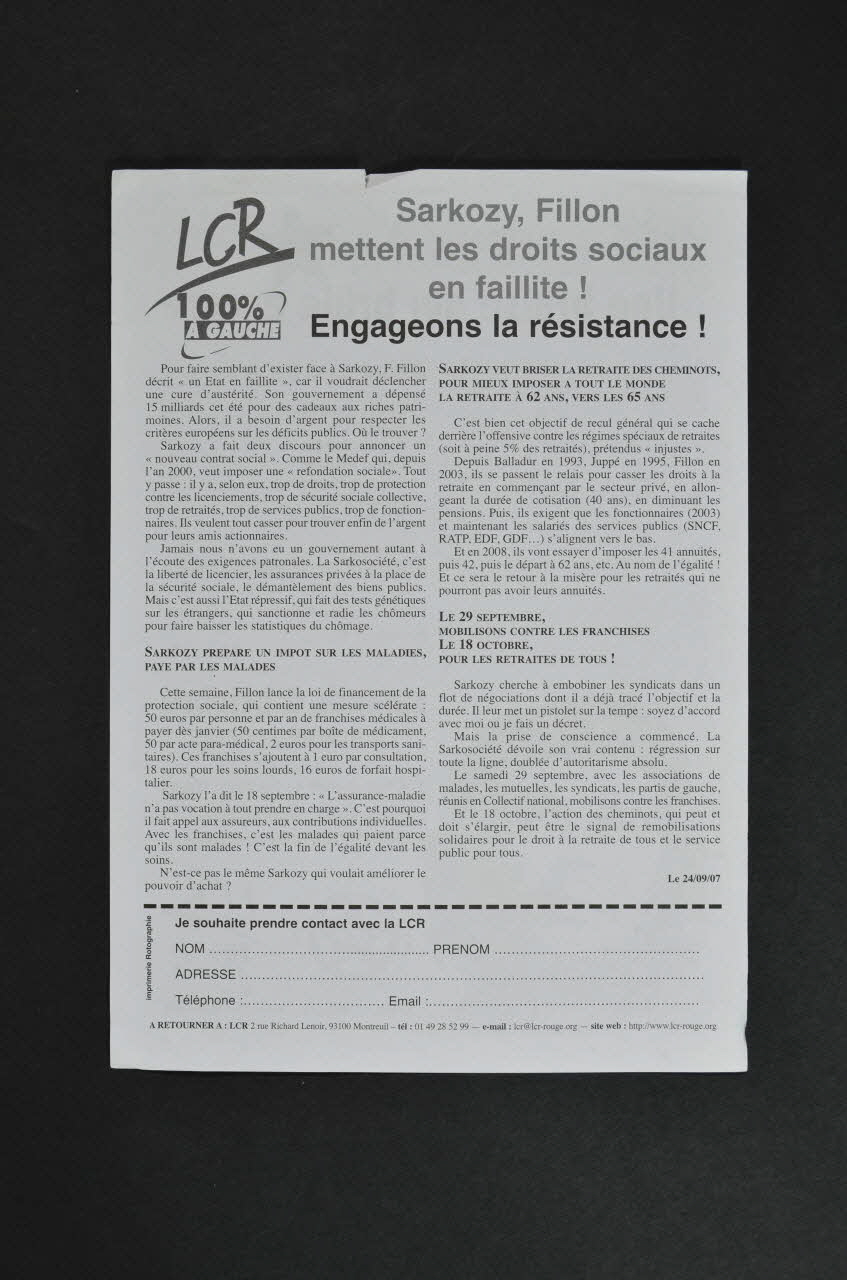 LCR
100%
À GAUCHE
Sarkozy, Fillon
mettent les droits sociaux
en faillite !
Engageons la résistance !
Pour faire semblant d'exister face à Sarkozy, F. Fillon
décrit « un Etat en faillite », car il voudrait déclencher
une cure d'austérité. Son gouvernement a dépensé
15 milliards cet été pour des cadeaux aux riches patri-
moines. Alors, il a besoin d'argent pour respecter les
critères européens sur les déficits publics. Où le trouver ?
Sarkozy a fait deux discours pour annoncer un
« nouveau contrat social ». Comme le Medef qui, depuis
l'an 2000, veut imposer une « refondation sociale». Tout
y passe : il y a, selon eux, trop de droits, trop de protection
contre les licenciements, trop de sécurité sociale collective,
trop de retraités, trop de services publics, trop de fonction-
naires. Ils veulent tout casser pour trouver enfin de l'argent
pour leurs amis actionnaires.
Jamais nous n'avons eu un gouvernement autant à
l'écoute des exigences patronales. La Sarkosociété, c'est
la liberté de licencier, les assurances privées à la place de
la sécurité sociale, le démantèlement des biens publics.
Mais c'est aussi l'Etat répressif, qui fait des tests génétiques
sur les étrangers, qui sanctionne et radie les chômeurs
pour faire baisser les statistiques du chômage.
SARKOZY PREPARE UN IMPOT SUR LES MALADIES,
PAYE PAR LES MALADES
Cette semaine, Fillon lance la loi de financement de la
protection sociale, qui contient une mesure scélérate :
50 euros par personne et par an de franchises médicales à
payer dès janvier (50 centimes par boîte de médicament,
50 par acte para-médical, 2 euros pour les transports sani-
taires). Ces franchises s'ajoutent à 1 euro par consultation,
18 euros pour les soins lourds, 16 euros de forfait hospi-
talier.
Sarkozy l'a dit le 18 septembre : « L'assurance-maladie
n'a pas vocation à tout prendre en charge ». C'est pourquoi
il fait appel aux assureurs, aux contributions individuelles.
Avec les franchises, c'est les malades qui paient parce
qu'ils sont malades ! C'est la fin de l'égalité devant les
soins.
N'est-ce pas le même Sarkozy qui voulait améliorer le
pouvoir d'achat ?
SARKOZY VEUT BRISER LA RETRAITE DES CHEMINOTS,
POUR MIEUX IMPOSER A TOUT LE MONDE
LA RETRAITE À 62 ANS, VERS LES 65 ANS
C'est bien cet objectif de recul général qui se cache
derrière l'offensive contre les régimes spéciaux de retraites
(soit à peine 5% des retraités), prétendus « injustes ».
Depuis Balladur en 1993, Juppé en 1995, Fillon en
2003, ils se passent le relais pour casser les droits à la
retraite en commençant par le secteur privé, en allon-
geant la durée de cotisation (40 ans), en diminuant les
pensions. Puis, ils exigent que les fonctionnaires (2003)
et maintenant les salariés des services publics (SNCF,
RATP, EDF, GDF…) s'alignent vers le bas.
Et en 2008, ils vont essayer d'imposer les 41 annuités,
puis 42, puis le départ à 62 ans, etc. Au nom de l'égalité !
Et ce sera le retour à la misère pour les retraités qui ne
pourront pas avoir leurs annuités.
LE 29 SEPTEMBRE,
MOBILISONS CONTRE LES FRANCHISES
LE 18 OCTOBRE,
POUR LES RETRAITES DE TOUS !
Sarkozy cherche à embobiner les syndicats dans un
flot de négociations dont il a déjà tracé l'objectif et la
durée. Il leur met un pistolet sur la tempe : soyez d'accord
avec moi ou je fais un décret.
Mais la prise de conscience a commencé. La
Sarkosociété dévoile son vrai contenu : régression sur
toute la ligne, doublée d'autoritarisme absolu.
Le samedi 29 septembre, avec les associations de
malades, les mutuelles, les syndicats, les partis de gauche,
réunis en Collectif national, mobilisons contre les franchises.
Et le 18 octobre, l'action des cheminots, qui peut et
doit s'élargir, peut être le signal de remobilisations
solidaires pour le droit à la retraite de tous et le service
public pour tous.
Le 24/09/07
imprimerie Rotographie
Je souhaite prendre contact avec la LCR
NOM ................................................ PRENOM ................................................
ADRESSE ................................................
Téléphone :................................ Email :................................
A RETOURNER A : LCR 2 rue Richard Lenoir, 93100 Montreuil – tél : 01 49 28 52 99 — e-mail : lcr@lcr-rouge.org — site web : http://www.lcr-rouge.org